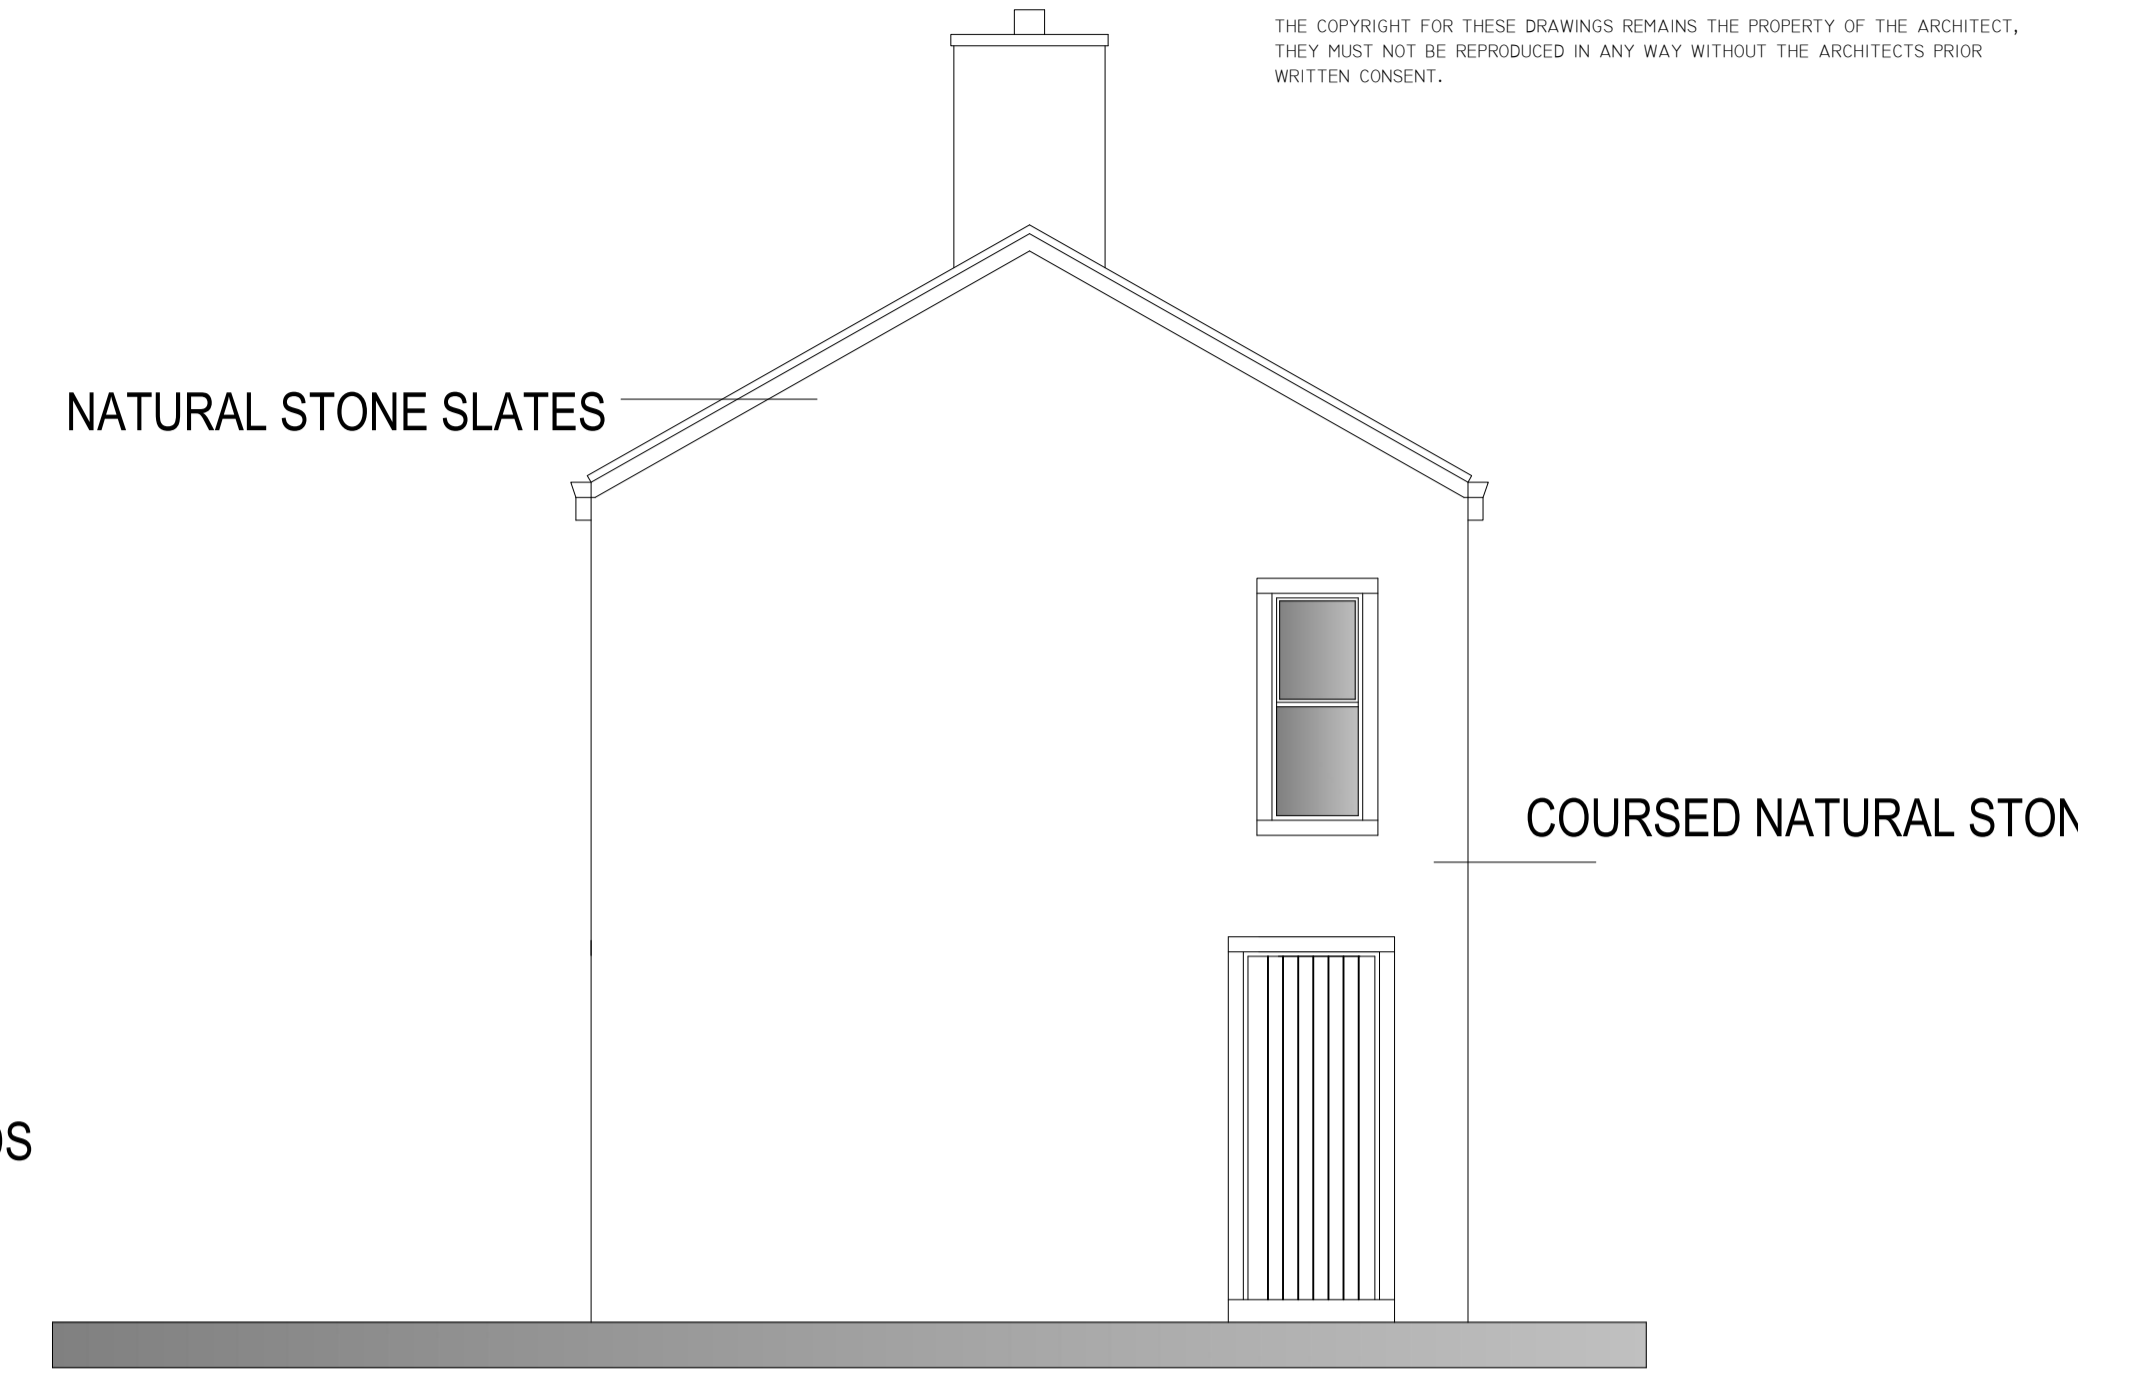 THE COPYRIGHT FOR THESE DRAWINGS REMAINS THE PROPERTY OF THE ARCHITECT,
THEY MUST NOT BE REPRODUCED IN ANY WAY WITHOUT THE ARCHITECTS PRIOR
WRITTEN CONSENT.
NATURAL STONE SLATES
COURSED NATURAL